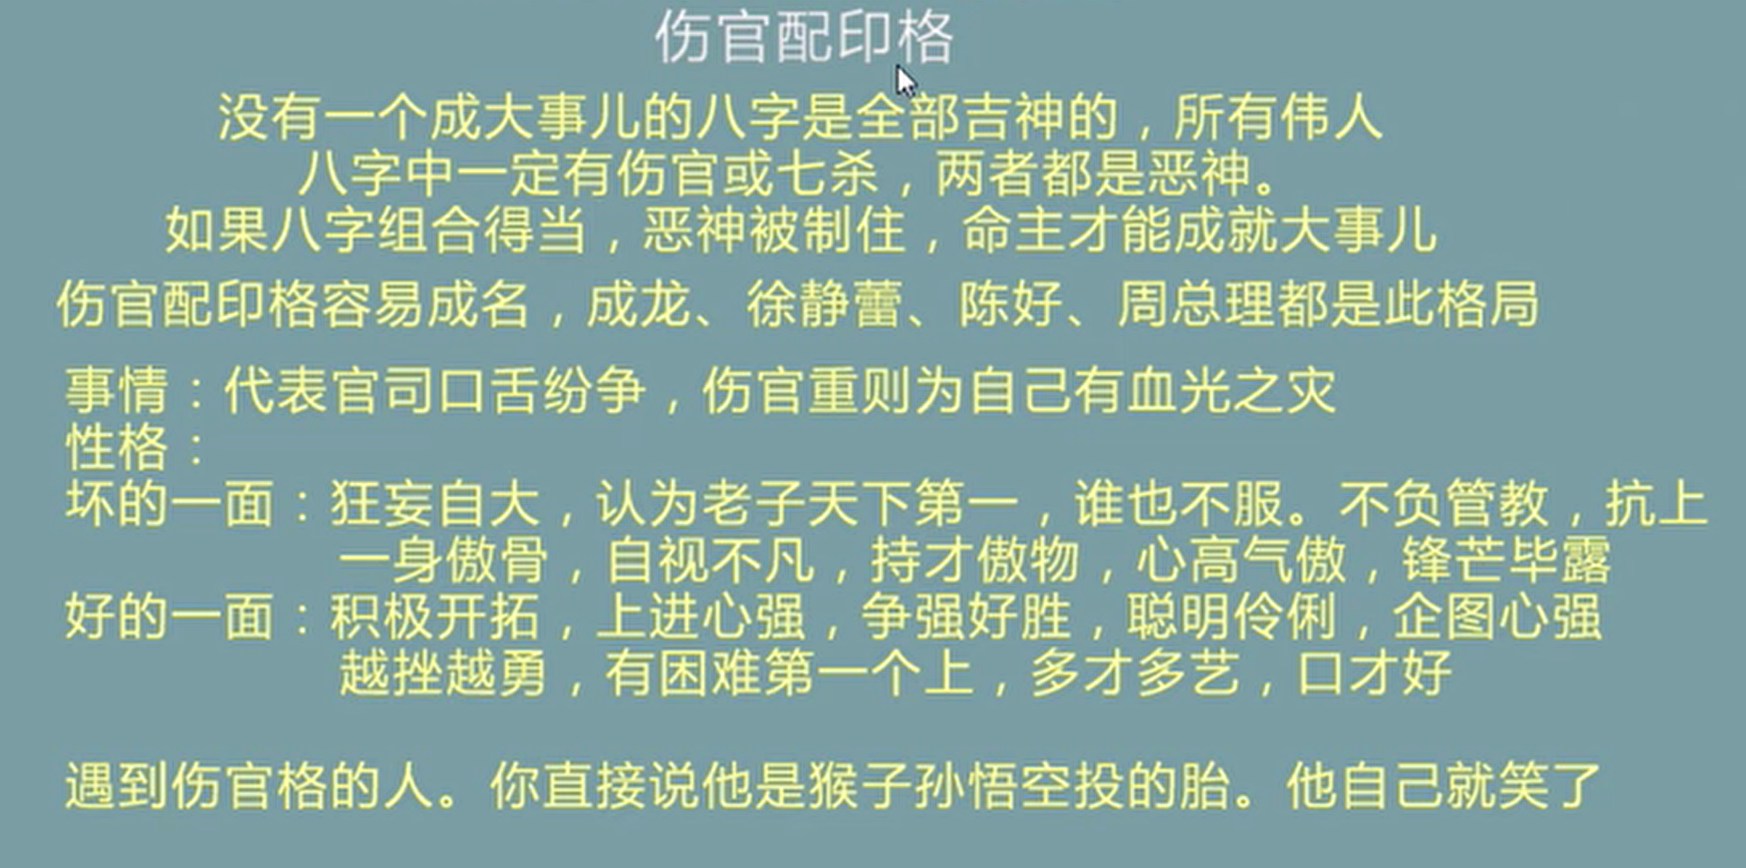 伤官配印格
没有一个成大事儿的八字是全部吉神的，所有伟人
八字中一定有伤官或七杀，两者都是恶神。
如果八字组合得当，恶神被制住，命主才能成就大事儿
伤官配印格容易成名，成龙、徐静蕾、陈好、周总理都是此格局
事情：代表官司口舌纷争，伤官重则为自己有血光之灾
性格：
坏的一面：狂妄自大，认为老子天下第一，谁也不服。不负管教，抗上
一身傲骨，自视不凡，持才傲物，心高气傲，锋芒毕露
好的一面：积极开拓，上进心强，争强好胜，聪明伶俐，企图心强
越挫越勇，有困难第一个上，多才多艺，口才好
遇到伤官格的人。你直接说他是猴子孙悟空投的胎。他自己就笑了